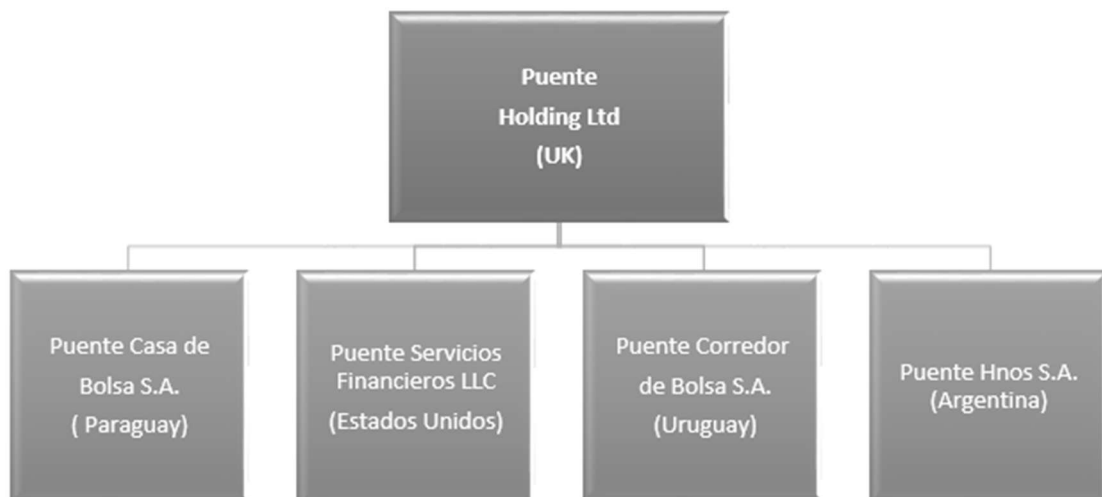 Puente
Holding Ltd
(UK)
Puente Casa de
Bolsa S.A.
( Paraguay)
Puente Servicios
Financieros LLC
(Estados Unidos)
Puente Corredor
de Bolsa S.A.
(Uruguay)
Puente Hnos S.A.
(Argentina)